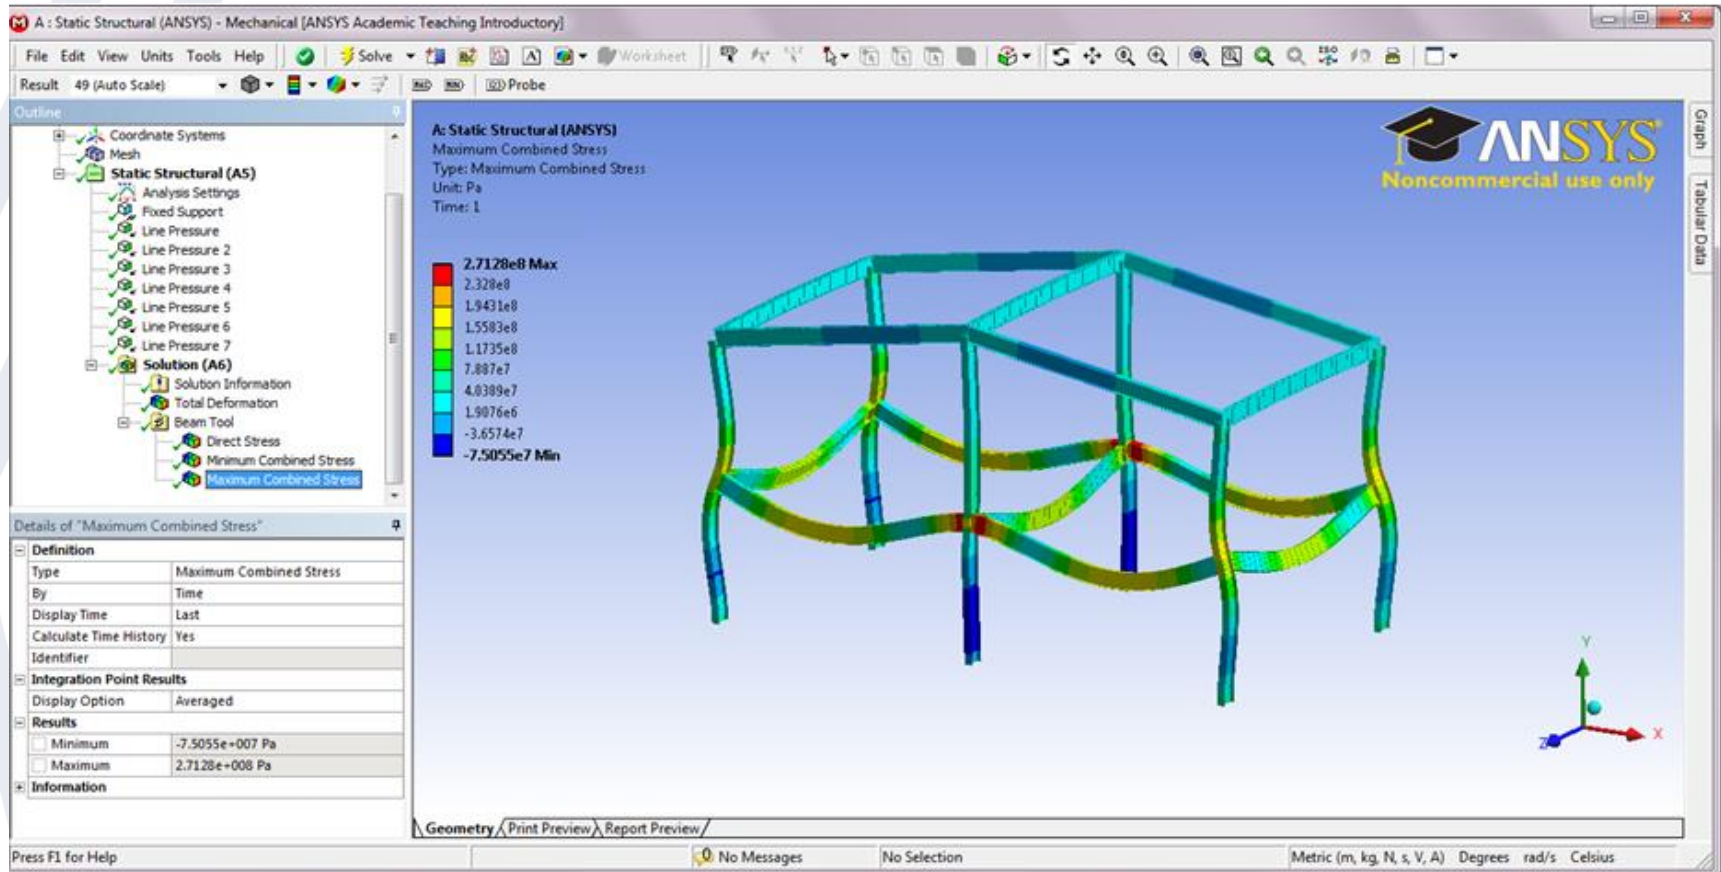 A : Static Structural (ANSYS) - Mechanical [ANSYS Academic Teaching Introductory]
File Edit View Units Tools Help Solve Worksheet
Result 49 (Auto Scale) MAX MIN Probe
Outline
Coordinate Systems
Mesh
Static Structural (A5)
Analysis Settings
Fixed Support
Line Pressure
Line Pressure 2
Line Pressure 3
Line Pressure 4
Line Pressure 5
Line Pressure 6
Line Pressure 7
Solution (A6)
Solution Information
Total Deformation
Beam Tool
Direct Stress
Minimum Combined Stress
Maximum Combined Stress
Details of "Maximum Combined Stress"
Definition
Type Maximum Combined Stress
By Time
Display Time Last
Calculate Time History Yes
Identifier
Integration Point Results
Display Option Averaged
Results
Minimum -7.5055e+007 Pa
Maximum 2.7128e+008 Pa
Information
A: Static Structural (ANSYS)
Maximum Combined Stress
Type: Maximum Combined Stress
Unit: Pa
Time: 1
2.7128e8 Max
2.328e8
1.9431e8
1.5583e8
1.1735e8
7.887e7
4.0389e7
1.9076e6
-3.6574e7
-7.5055e7 Min
ANSYS
Noncommercial use only
Y
X
Z
Graph
Tabular Data
Geometry Print Preview Report Preview
Press F1 for Help 0 No Messages No Selection Metric (m, kg, N, s, V, A) Degrees rad/s Celsius